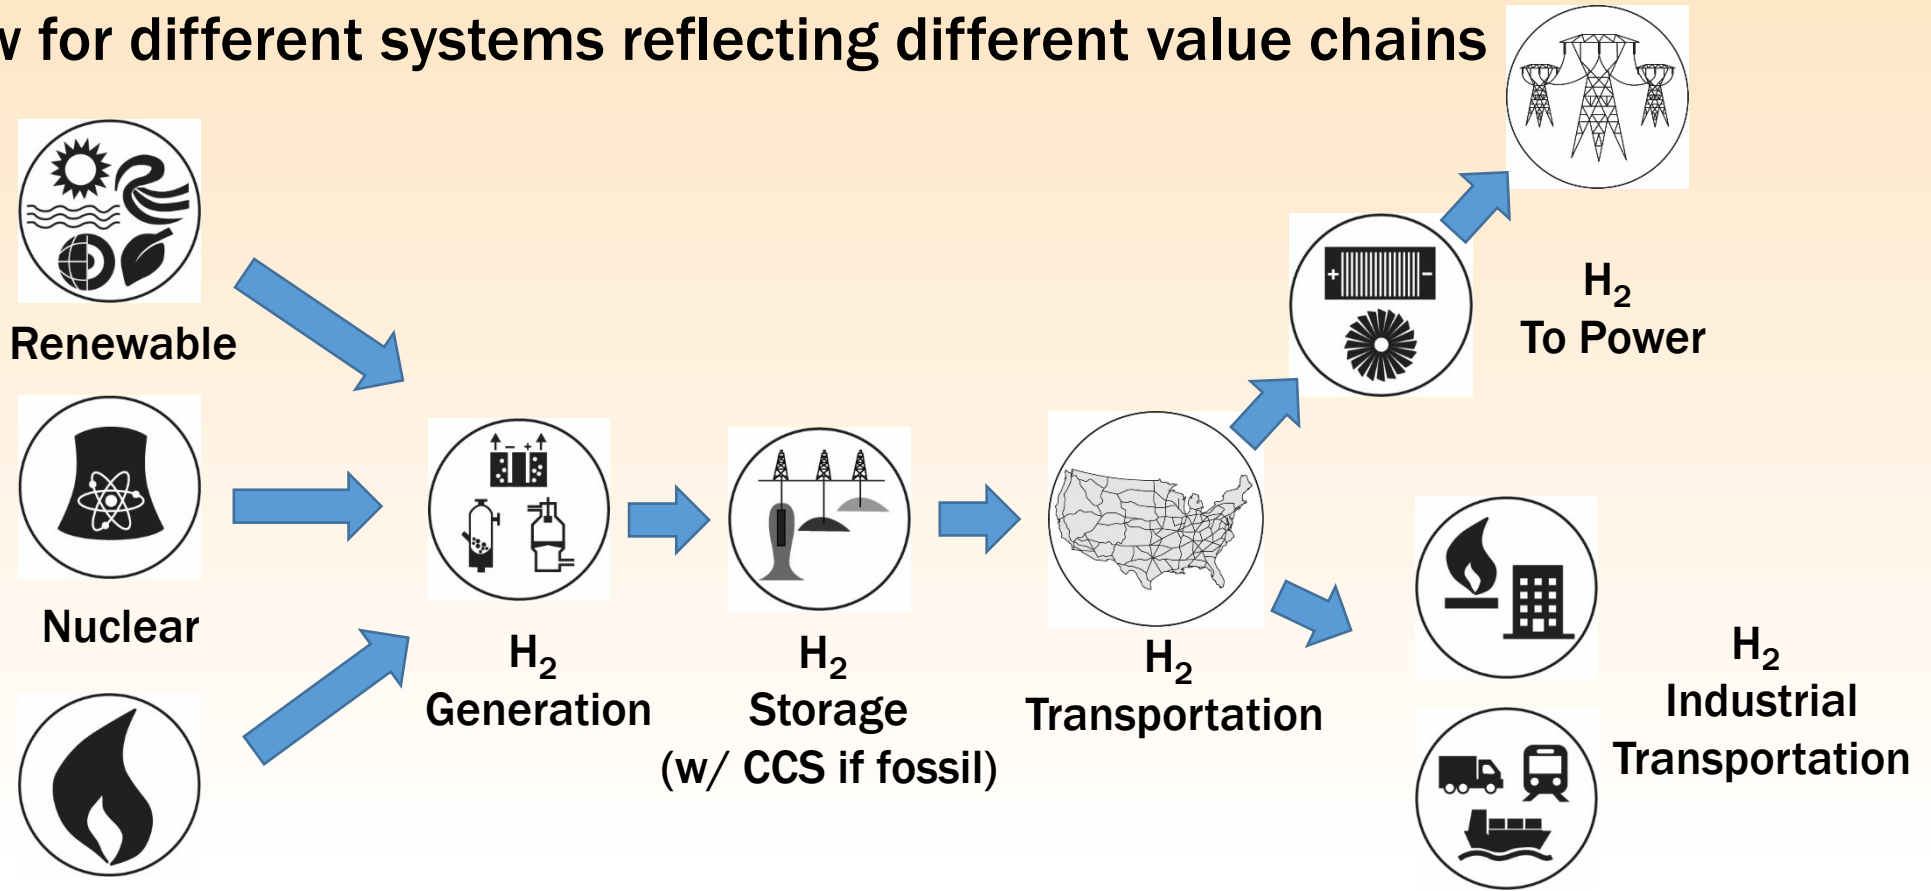 w for different systems reflecting different value chains
Renewable
Nuclear
H₂
Generation
H₂
Storage
(w/ CCS if fossil)
H₂
Transportation
H₂
To Power
H₂
Industrial
Transportation